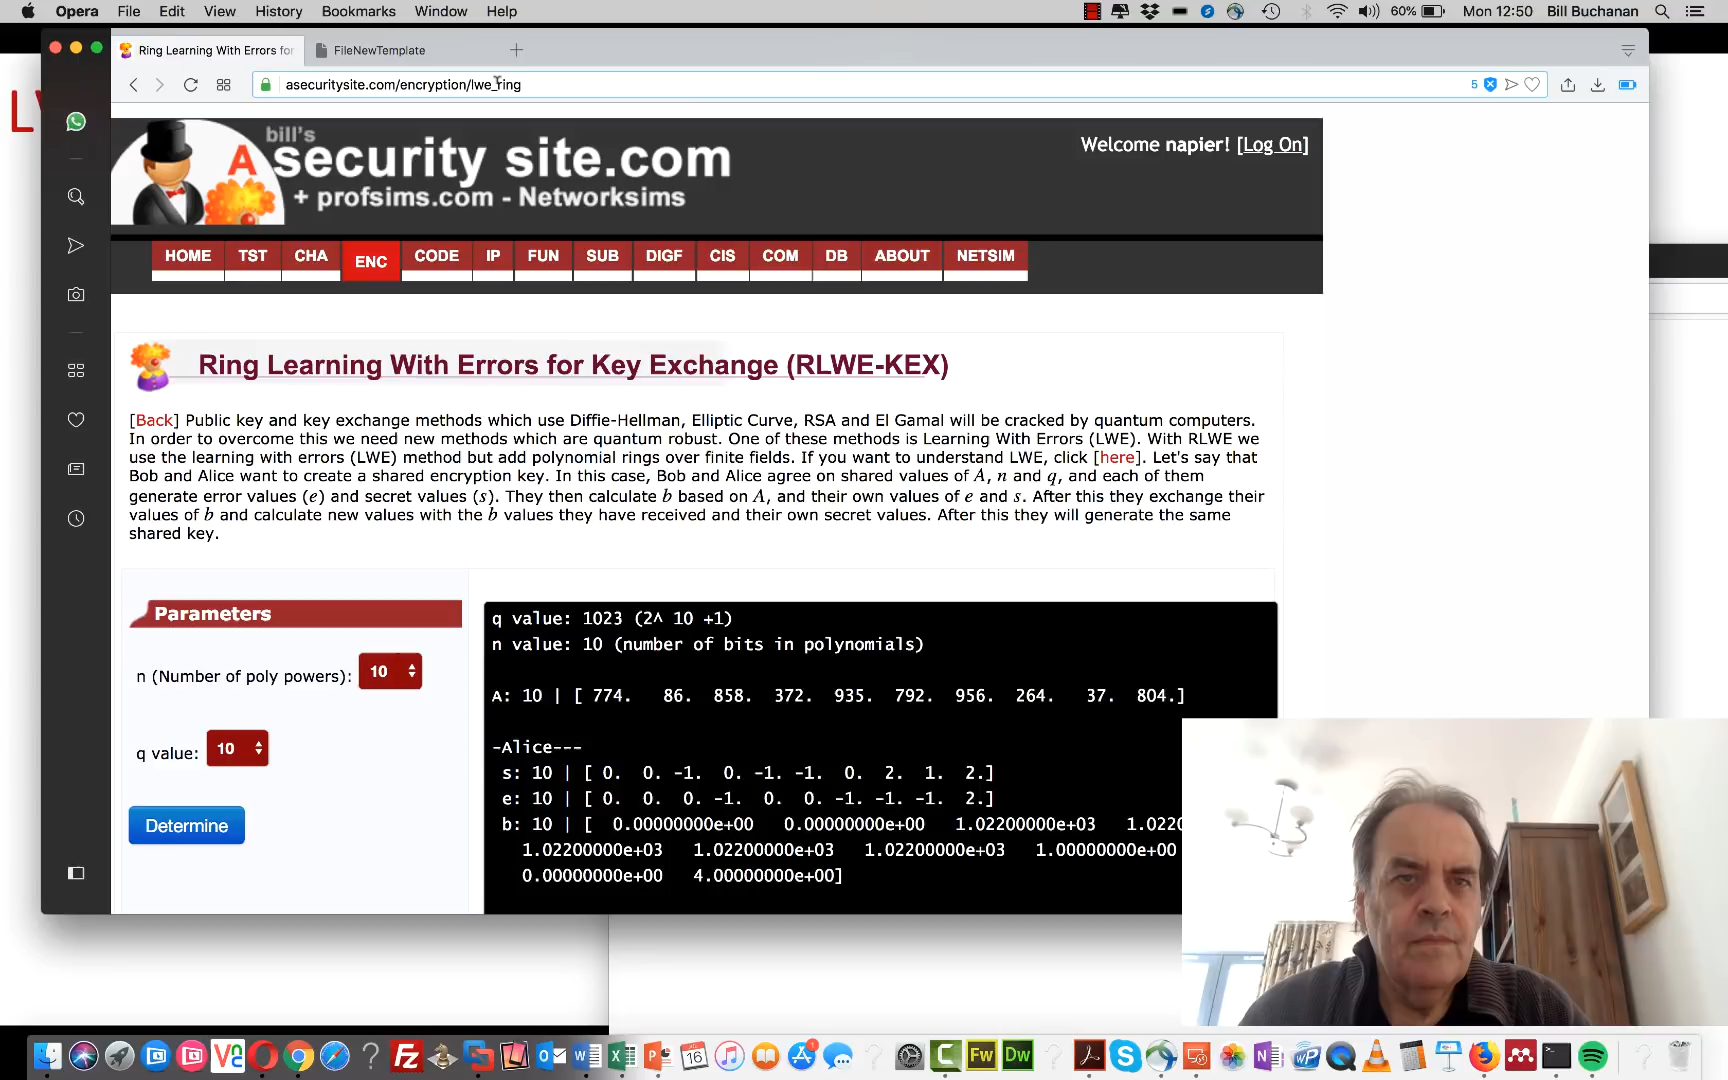 Opera File Edit View History Bookmarks Window Help 60% Mon 12:50 Bill Buchanan
Ring Learning With Errors for FileNewTemplate
asecuritysite.com/encryption/lwe_ring 5
bill's
Asecurity site.com
+ profsims.com - Networksims
Welcome napier! [Log On]
HOME TST CHA ENC CODE IP FUN SUB DIGF CIS COM DB ABOUT NETSIM
Ring Learning With Errors for Key Exchange (RLWE-KEX)
[Back] Public key and key exchange methods which use Diffie-Hellman, Elliptic Curve, RSA and El Gamal will be cracked by quantum computers.
In order to overcome this we need new methods which are quantum robust. One of these methods is Learning With Errors (LWE). With RLWE we
use the learning with errors (LWE) method but add polynomial rings over finite fields. If you want to understand LWE, click [here]. Let's say that
Bob and Alice want to create a shared encryption key. In this case, Bob and Alice agree on shared values of A, n and q, and each of them
generate error values (e) and secret values (s). They then calculate b based on A, and their own values of e and s. After this they exchange their
values of b and calculate new values with the b values they have received and their own secret values. After this they will generate the same
shared key.
Parameters
n (Number of poly powers): 10
q value: 10
Determine
q value: 1023 (2^ 10 +1)
n value: 10 (number of bits in polynomials)
A: 10 | [ 774. 86. 858. 372. 935. 792. 956. 264. 37. 804.]
-Alice---
s: 10 | [ 0. 0. -1. 0. -1. -1. 0. 2. 1. 2.]
e: 10 | [ 0. 0. 0. -1. 0. 0. -1. -1. -1. 2.]
b: 10 | [ 0.00000000e+00 0.00000000e+00 1.02200000e+03 1.0220
1.02200000e+03 1.02200000e+03 1.02200000e+03 1.00000000e+00
0.00000000e+00 4.00000000e+00]